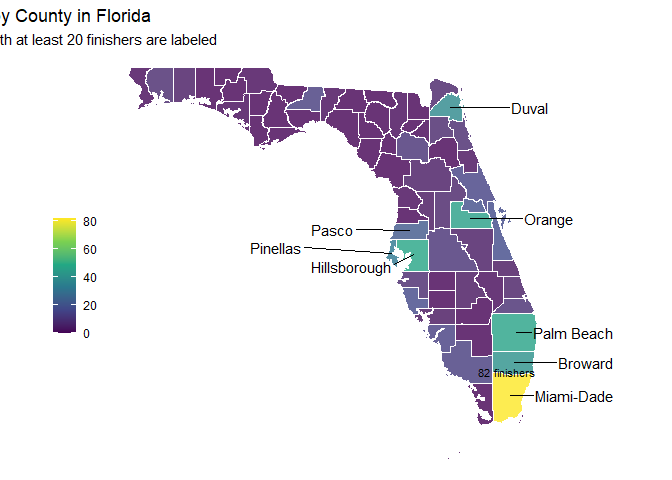 by County in Florida
th at least 20 finishers are labeled
Duval
Orange
Pasco
Pinellas
Hillsborough
Palm Beach
Broward
82 finishers
Miami-Dade
80
60
40
20
0